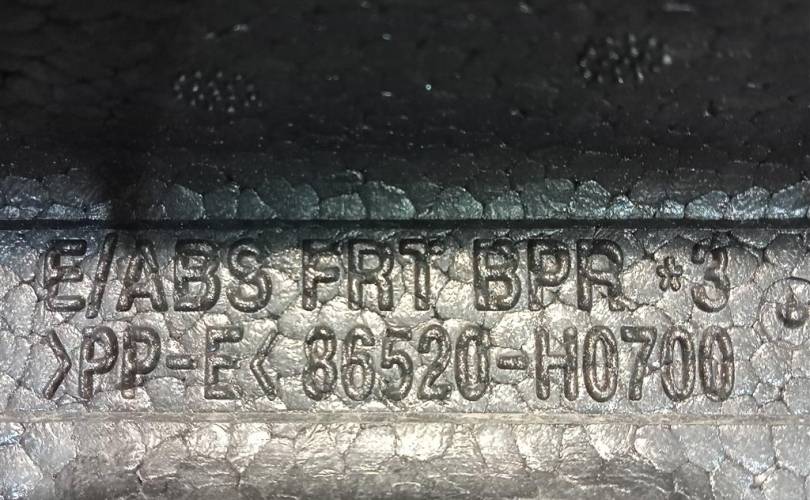 E/ABS FRT BPR *3
>PP-E< 86520-H0700